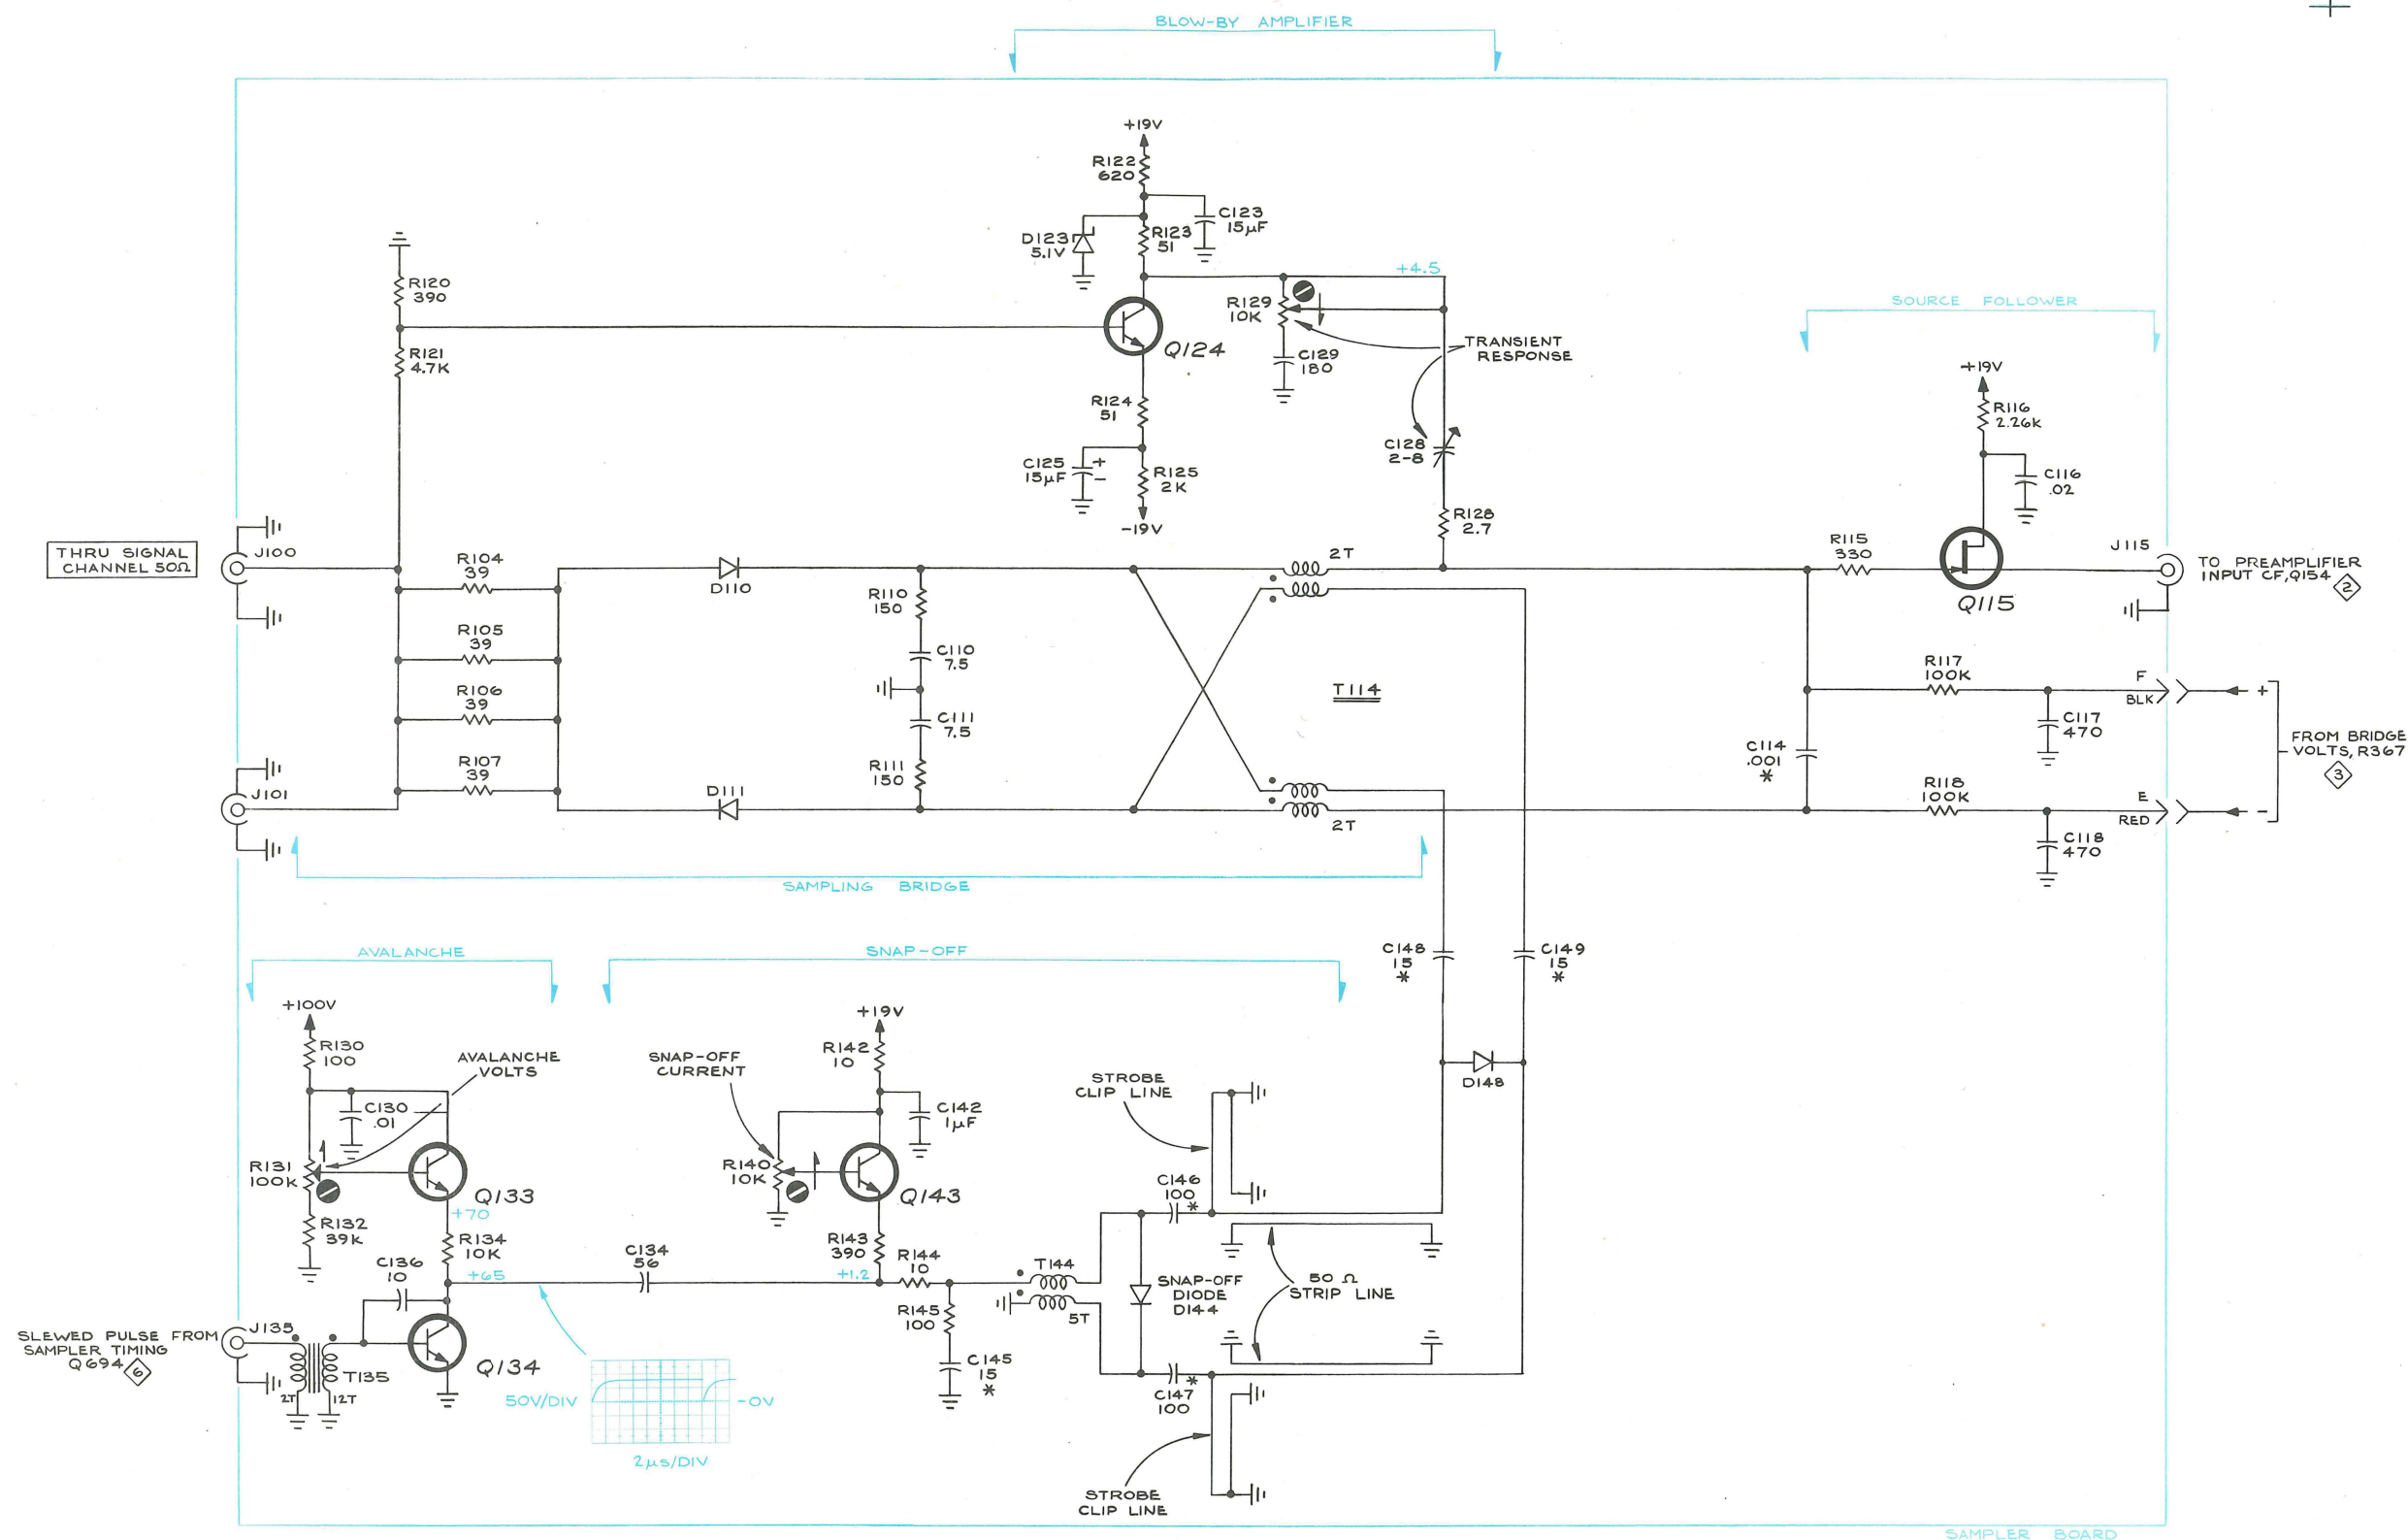 BLOW-BY AMPLIFIER
+19V
R122
620
C123
15µF
D123
5.1V
R123
51
+4.5
R120
390
R121
4.7K
Q124
R129
10K
C129
180
TRANSIENT
RESPONSE
R124
51
C125
15µF
+
−
R125
2K
-19V
C128
2-8
R128
2.7
SOURCE FOLLOWER
+19V
R116
2.26K
C116
.02
R115
330
Q115
J115
TO PREAMPLIFIER
INPUT CF, Q154
2
THRU SIGNAL
CHANNEL 50Ω
J100
R104
39
R105
39
R106
39
R107
39
J101
D110
R110
150
C110
7.5
C111
7.5
R111
150
D111
2T
T114
2T
C114
.001
*
R117
100K
F
BLK
+
C117
470
R118
100K
E
RED
-
C118
470
FROM BRIDGE
VOLTS, R367
3
SAMPLING BRIDGE
AVALANCHE
+100V
R130
100
C130
.01
AVALANCHE
VOLTS
R131
100K
Q133
+70
R132
39K
R134
10K
C136
10
+65
SLEWED PULSE FROM
SAMPLER TIMING
Q694
6
J135
T135
2T
12T
Q134
SNAP-OFF
+19V
R142
10
SNAP-OFF
CURRENT
C142
1µF
R140
10K
Q143
C134
56
R143
390
+1.2
R144
10
R145
100
C145
15
*
T144
5T
50V/DIV
-0V
2µs/DIV
C148
15
*
C149
15
*
D148
STROBE
CLIP LINE
C146
100
*
SNAP-OFF
DIODE
D144
50 Ω
STRIP LINE
C147
100
*
STROBE
CLIP LINE
SAMPLER BOARD